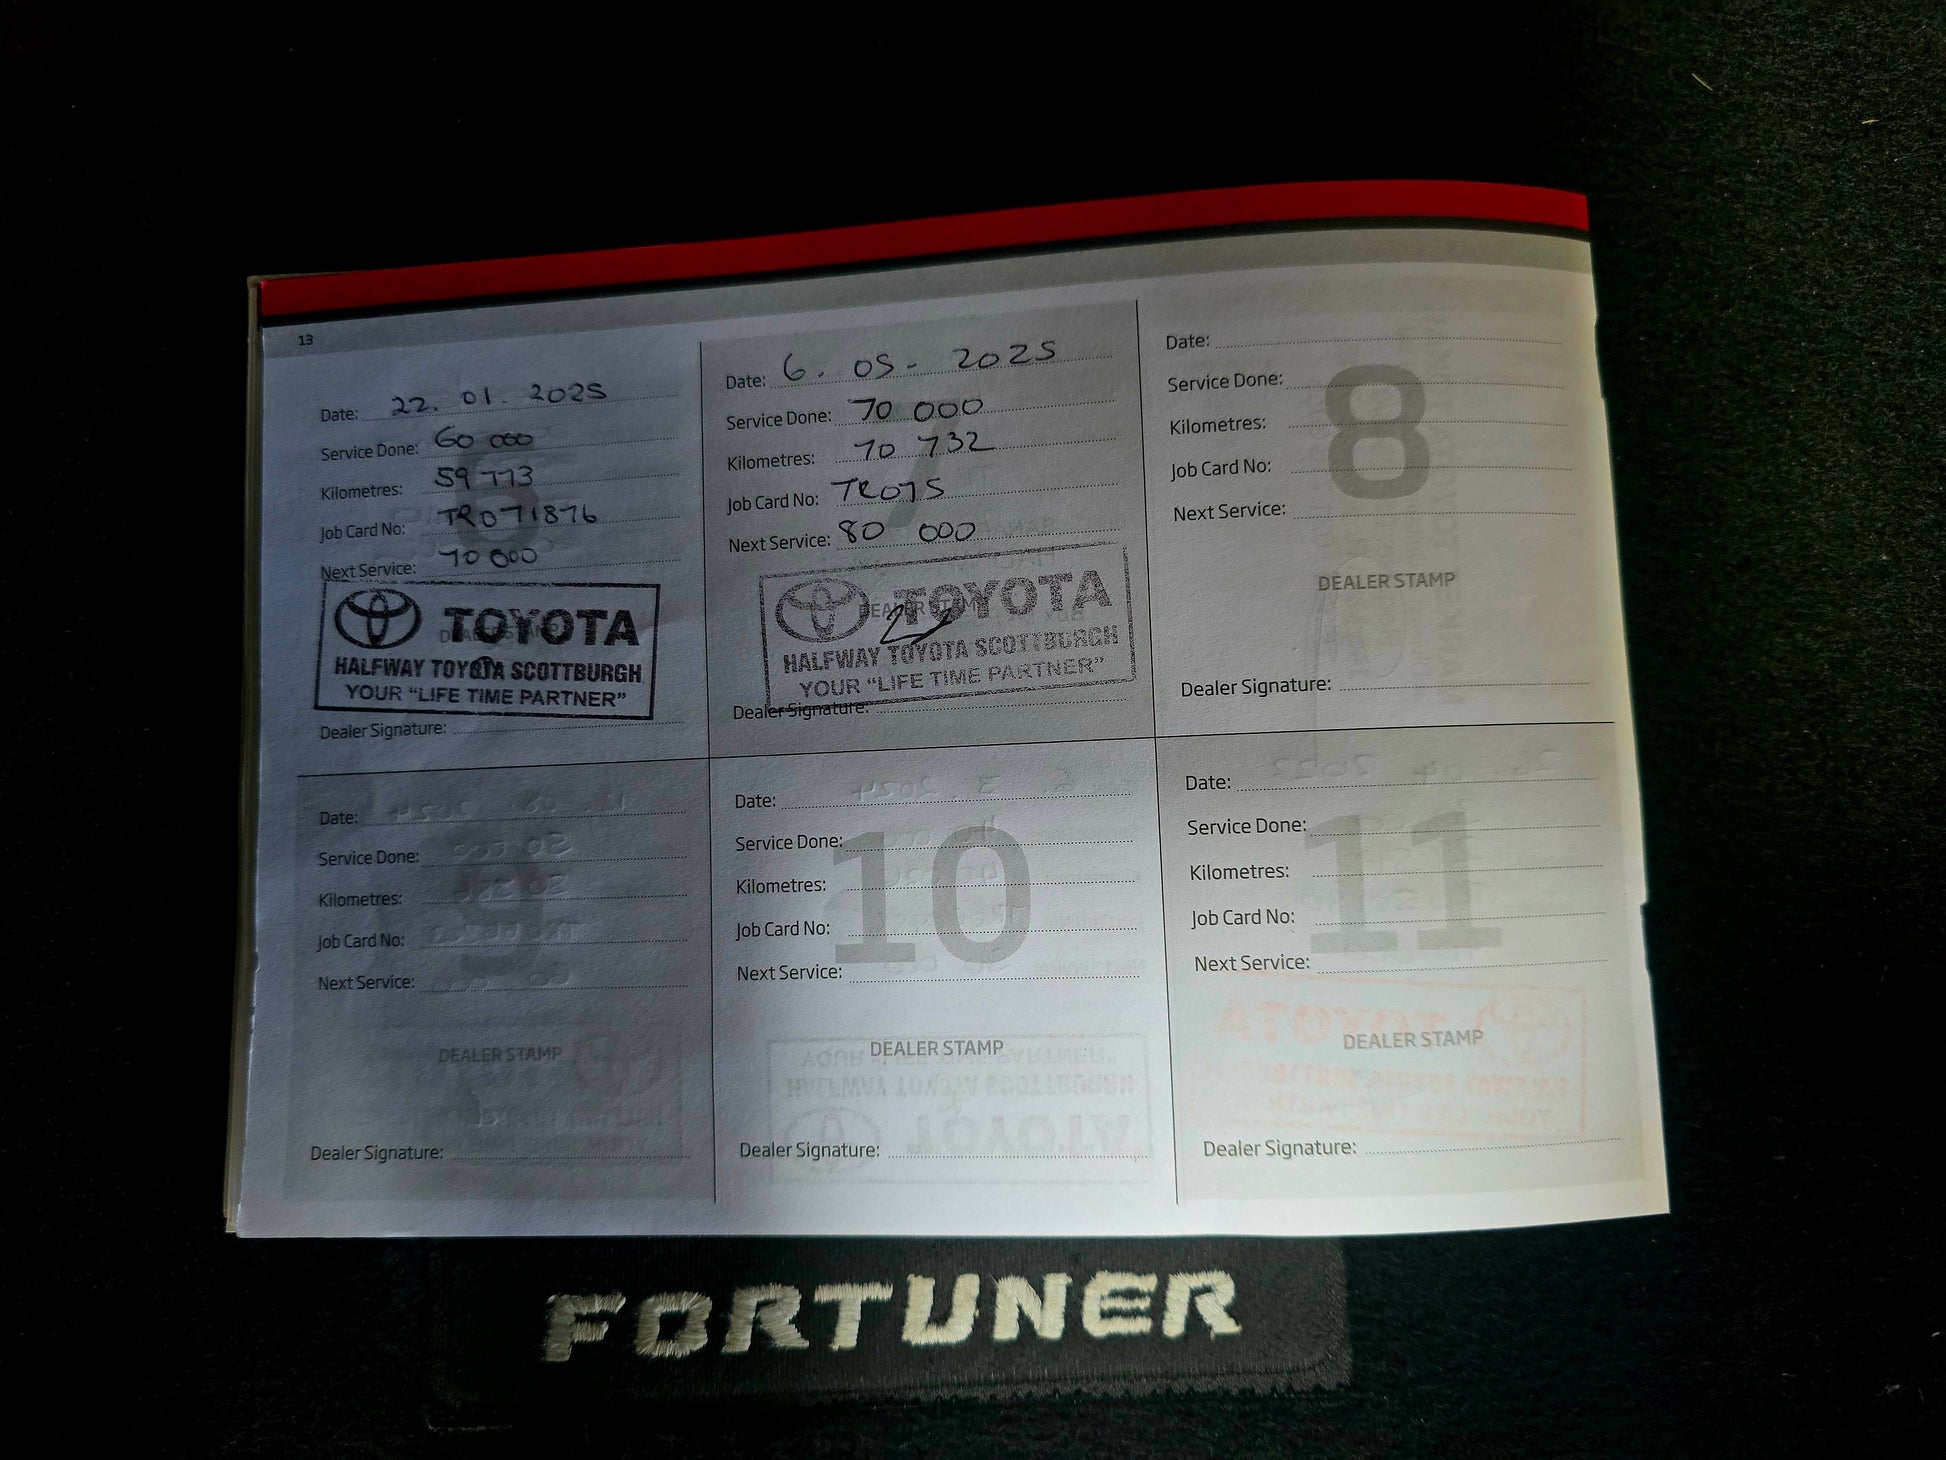 13
Date: 22. 01. 2025
Service Done: 60 000
Kilometres: 59 773
Job Card No: TR071876
Next Service: 70 000
DEALER STAMP
TOYOTA
HALFWAY TOYOTA SCOTTBURGH
YOUR "LIFE TIME PARTNER"
Dealer Signature:
Date: 6. 05 - 2025
Service Done: 70 000
Kilometres: 70 732
Job Card No: TR075
Next Service: 80 000
DEALER STAMP
TOYOTA
HALFWAY TOYOTA SCOTTBURGH
YOUR "LIFE TIME PARTNER"
Dealer Signature:
8
Date:
Service Done:
Kilometres:
Job Card No:
Next Service:
DEALER STAMP
Dealer Signature:
9
Date:
Service Done:
Kilometres:
Job Card No:
Next Service:
DEALER STAMP
Dealer Signature:
10
Date:
Service Done:
Kilometres:
Job Card No:
Next Service:
DEALER STAMP
Dealer Signature:
11
Date:
Service Done:
Kilometres:
Job Card No:
Next Service:
DEALER STAMP
Dealer Signature:
FORTUNER